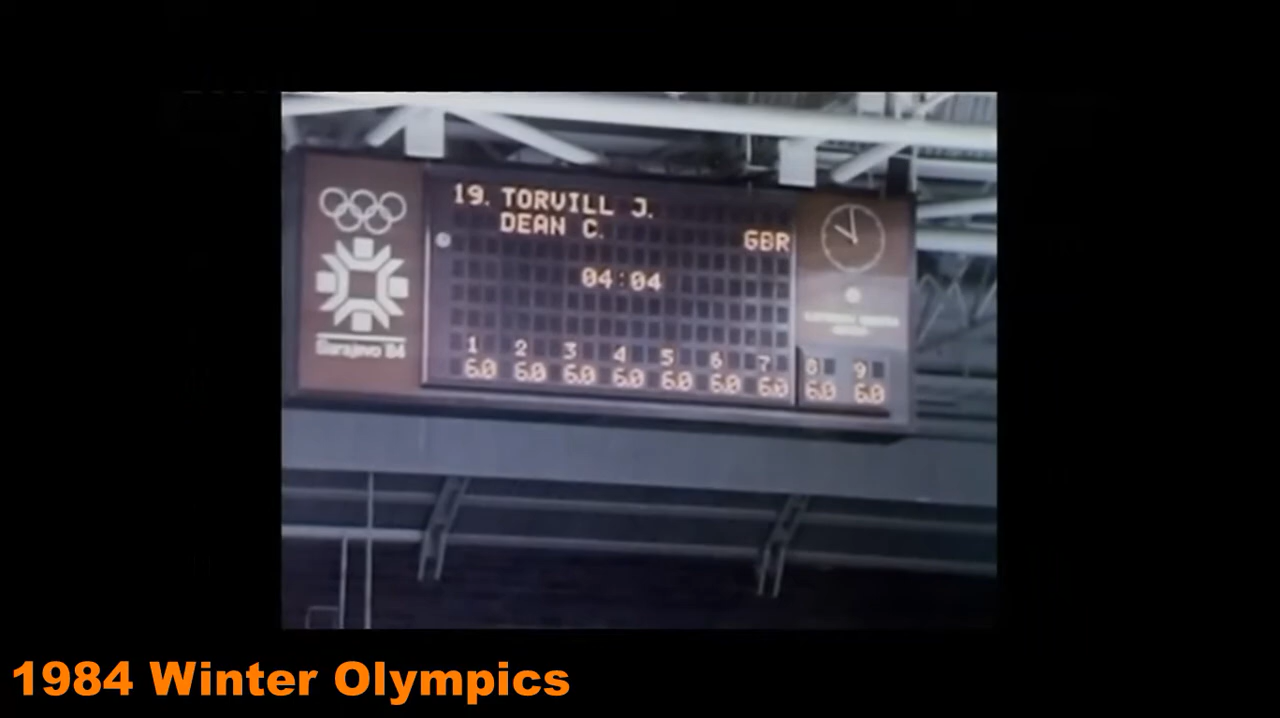 19. TORVILL J.
DEAN C.
GBR
04:04
1 2 3 4 5 6 7 8 9
6.0 6.0 6.0 6.0 6.0 6.0 6.0 6.0 6.0
Sarajevo 84
1984 Winter Olympics